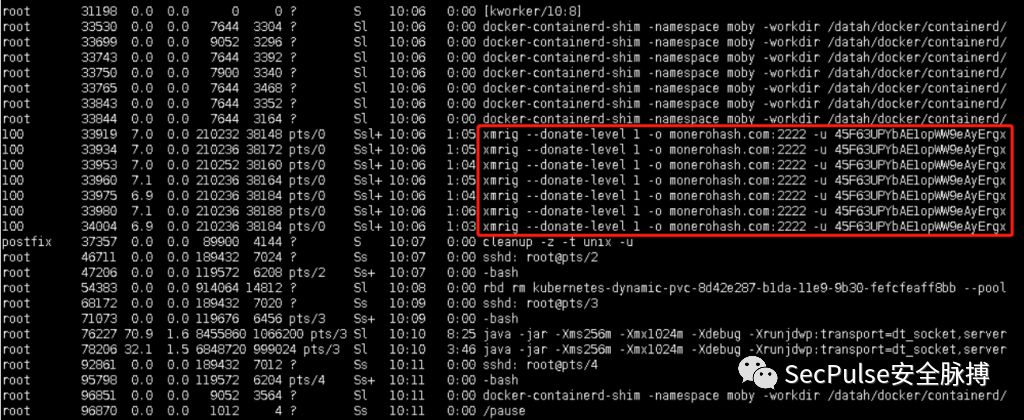 root 31198 0.0 0.0 0 0 ? S 10:06 0:00 [kworker/10:8]
root 33530 0.0 0.0 7644 3304 ? Sl 10:06 0:00 docker-containerd-shim -namespace moby -workdir /datah/docker/containerd/
root 33699 0.0 0.0 9052 3296 ? Sl 10:06 0:00 docker-containerd-shim -namespace moby -workdir /datah/docker/containerd/
root 33743 0.0 0.0 7644 3392 ? Sl 10:06 0:00 docker-containerd-shim -namespace moby -workdir /datah/docker/containerd/
root 33750 0.0 0.0 7900 3340 ? Sl 10:06 0:00 docker-containerd-shim -namespace moby -workdir /datah/docker/containerd/
root 33765 0.0 0.0 7644 3468 ? Sl 10:06 0:00 docker-containerd-shim -namespace moby -workdir /datah/docker/containerd/
root 33843 0.0 0.0 7644 3352 ? Sl 10:06 0:00 docker-containerd-shim -namespace moby -workdir /datah/docker/containerd/
root 33844 0.0 0.0 7644 3164 ? Sl 10:06 0:00 docker-containerd-shim -namespace moby -workdir /datah/docker/containerd/
100 33919 7.0 0.0 210232 38148 pts/0 Ssl+ 10:06 1:05 xmrig --donate-level 1 -o monerohash.com:2222 -u 45F63UPYbAE1opWW9eAyErgx
100 33934 7.0 0.0 210236 38172 pts/0 Ssl+ 10:06 1:05 xmrig --donate-level 1 -o monerohash.com:2222 -u 45F63UPYbAE1opWW9eAyErgx
100 33953 7.0 0.0 210252 38160 pts/0 Ssl+ 10:06 1:04 xmrig --donate-level 1 -o monerohash.com:2222 -u 45F63UPYbAE1opWW9eAyErgx
100 33960 7.1 0.0 210236 38164 pts/0 Ssl+ 10:06 1:05 xmrig --donate-level 1 -o monerohash.com:2222 -u 45F63UPYbAE1opWW9eAyErgx
100 33975 6.9 0.0 210236 38184 pts/0 Ssl+ 10:06 1:04 xmrig --donate-level 1 -o monerohash.com:2222 -u 45F63UPYbAE1opWW9eAyErgx
100 33980 7.1 0.0 210236 38188 pts/0 Ssl+ 10:06 1:06 xmrig --donate-level 1 -o monerohash.com:2222 -u 45F63UPYbAE1opWW9eAyErgx
100 34004 6.9 0.0 210236 38184 pts/0 Ssl+ 10:06 1:03 xmrig --donate-level 1 -o monerohash.com:2222 -u 45F63UPYbAE1opWW9eAyErgx
postfix 37357 0.0 0.0 89900 4144 ? S 10:07 0:00 cleanup -z -t unix -u
root 46711 0.0 0.0 189432 7024 ? Ss 10:07 0:00 sshd: root@pts/2
root 47206 0.0 0.0 119572 6208 pts/2 Ss+ 10:07 0:00 -bash
root 54383 0.0 0.0 914064 14812 ? Sl 10:08 0:00 rbd rm kubernetes-dynamic-pvc-8d42e287-b1da-11e9-9b30-fefcfeaff8bb --pool
root 68172 0.0 0.0 189432 7020 ? Ss 10:09 0:00 sshd: root@pts/3
root 71073 0.0 0.0 119676 6456 pts/3 Ss+ 10:09 0:00 -bash
root 76227 70.9 1.6 8455860 1066200 pts/3 Sl 10:10 8:25 java -jar -Xms256m -Xmx1024m -Xdebug -Xrunjdwp:transport=dt_socket,server
root 78206 32.1 1.5 6848720 999024 pts/3 Sl 10:10 3:46 java -jar -Xms256m -Xmx1024m -Xdebug -Xrunjdwp:transport=dt_socket,server
root 92861 0.0 0.0 189432 7012 ? Ss 10:11 0:00 sshd: root@pts/4
root 95798 0.0 0.0 119572 6204 pts/4 Ss+ 10:11 0:00 -bash
root 96851 0.0 0.0 9052 3564 ? Sl 10:11 0:00 docker-containerd-shim -namespace moby -workdir /datah/docker/containerd/
root 96870 0.0 0.0 1012 4 ? Ss 10:11 0:00 /pause
SecPulse安全脉搏